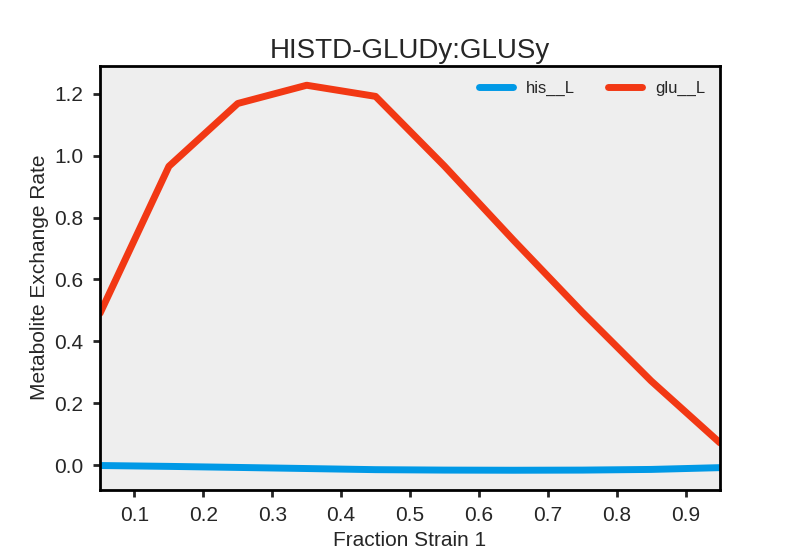 HISTD-GLUDy:GLUSy
his__L
glu__L
Metabolite Exchange Rate
1.2
1.0
0.8
0.6
0.4
0.2
0.0
0.1 0.2 0.3 0.4 0.5 0.6 0.7 0.8 0.9
Fraction Strain 1